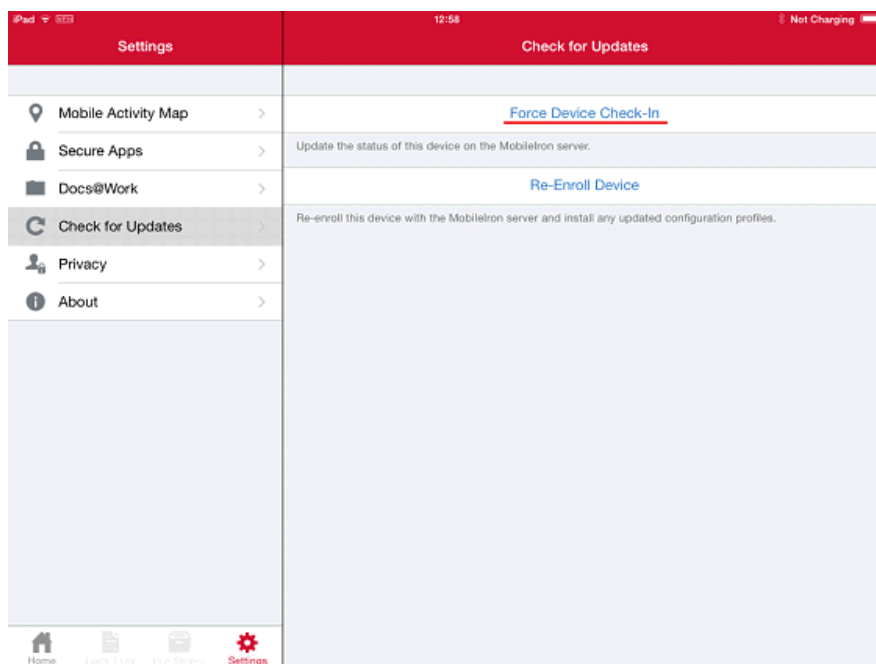 iPad 12:58 Not Charging
Settings
Check for Updates
Mobile Activity Map
Secure Apps
Docs@Work
Check for Updates
Privacy
About
Force Device Check-In
Update the status of this device on the MobileIron server.
Re-Enroll Device
Re-enroll this device with the MobileIron server and install any updated configuration profiles.
Home
Settings